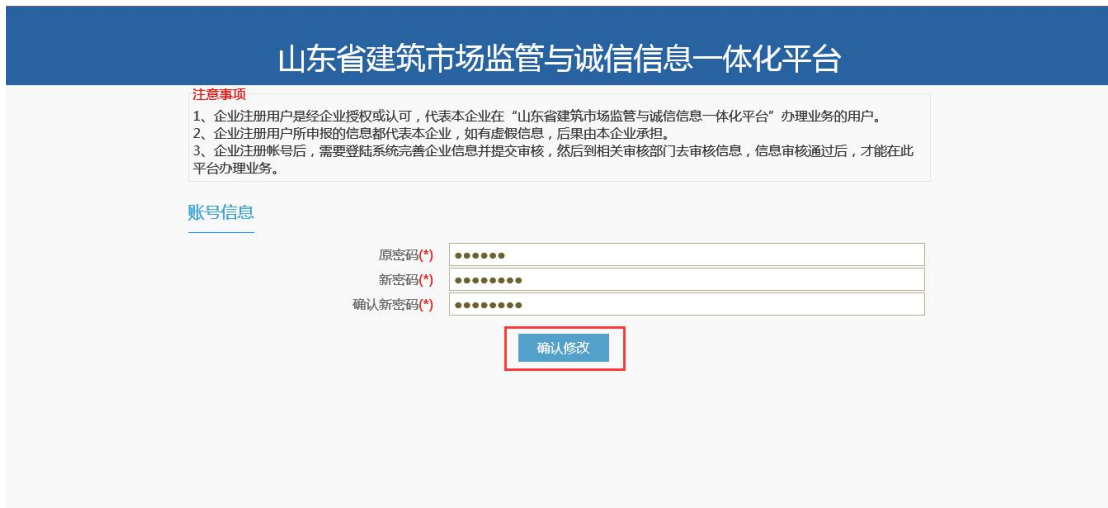 山东省建筑市场监管与诚信信息一体化平台
注意事项
1、企业注册用户是经企业授权或认可，代表本企业在“山东省建筑市场监管与诚信信息一体化平台”办理业务的用户。
2、企业注册用户所申报的信息都代表本企业，如有虚假信息，后果由本企业承担。
3、企业注册帐号后，需要登陆系统完善企业信息并提交审核，然后到相关审核部门去审核信息，信息审核通过后，才能在此
平台办理业务。
账号信息
原密码(*) ●●●●●●
新密码(*) ●●●●●●●●
确认新密码(*) ●●●●●●●●
确认修改